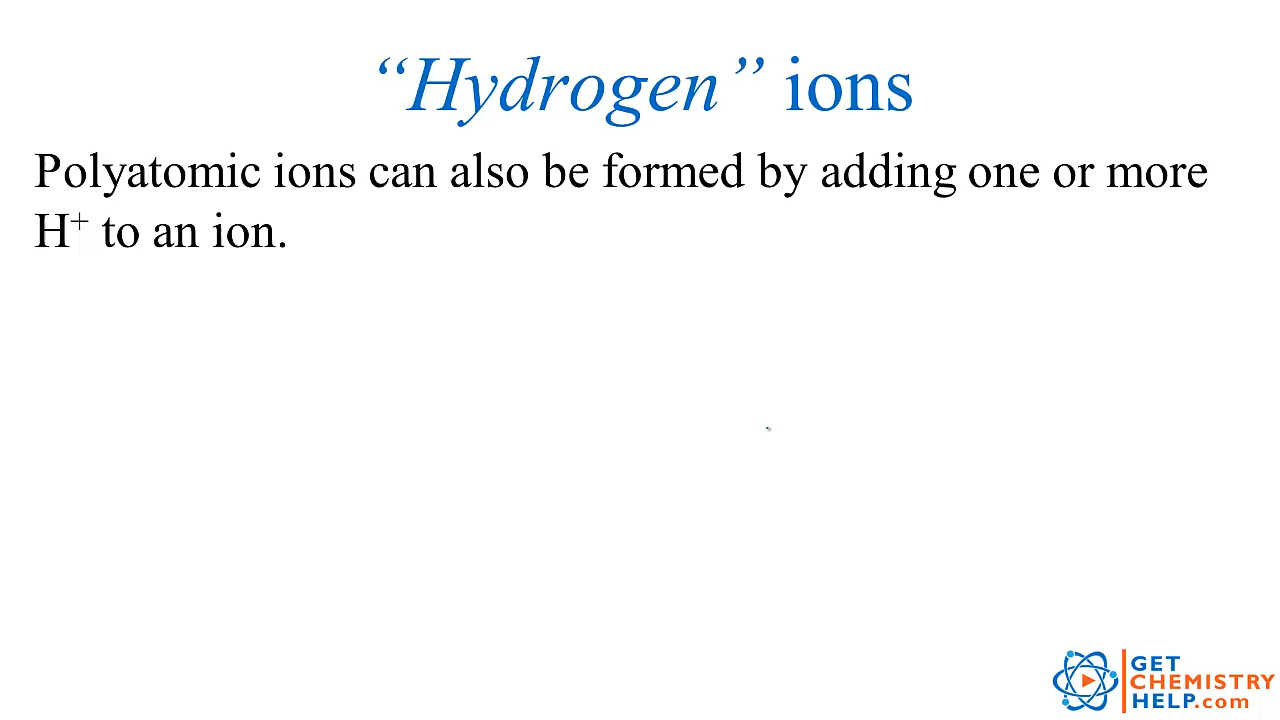 “Hydrogen” ions
Polyatomic ions can also be formed by adding one or more
H⁺ to an ion.
GET
CHEMISTRY
HELP.com